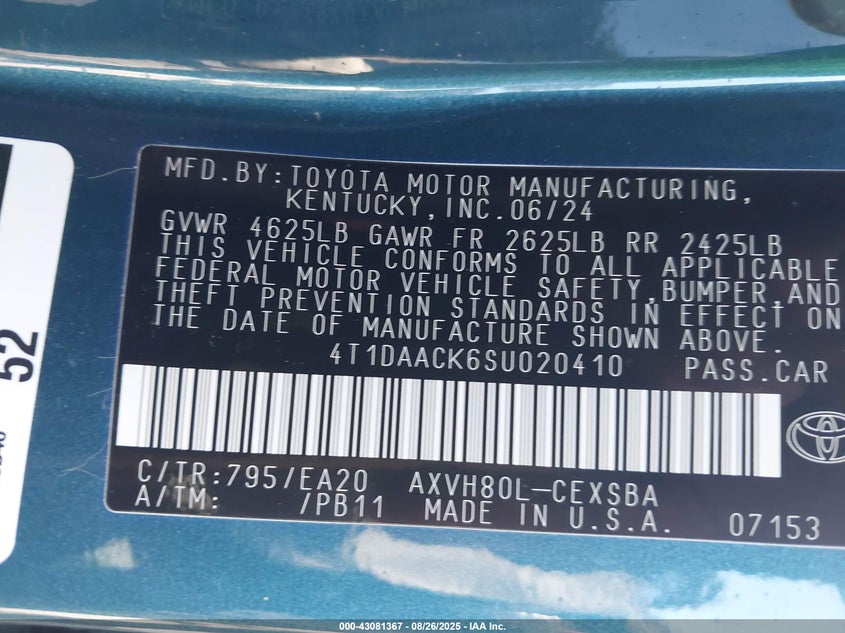 MFD.BY:TOYOTA MOTOR MANUFACTURING,
KENTUCKY,INC.06/24
GVWR 4625LB GAWR FR 2625LB RR 2425LB
THIS VEHICLE CONFORMS TO ALL APPLICABLE
FEDERAL MOTOR VEHICLE SAFETY,BUMPER,AND
THEFT PREVENTION STANDARDS IN EFFECT ON
THE DATE OF MANUFACTURE SHOWN ABOVE.
4T1DAACK6SU020410 PASS.CAR
C/TR:795/EA20 AXVH80L-CEXSBA
A/TM: /PB11 MADE IN U.S.A. 07153
52
000-43081367 - 08/26/2025 - IAA Inc.